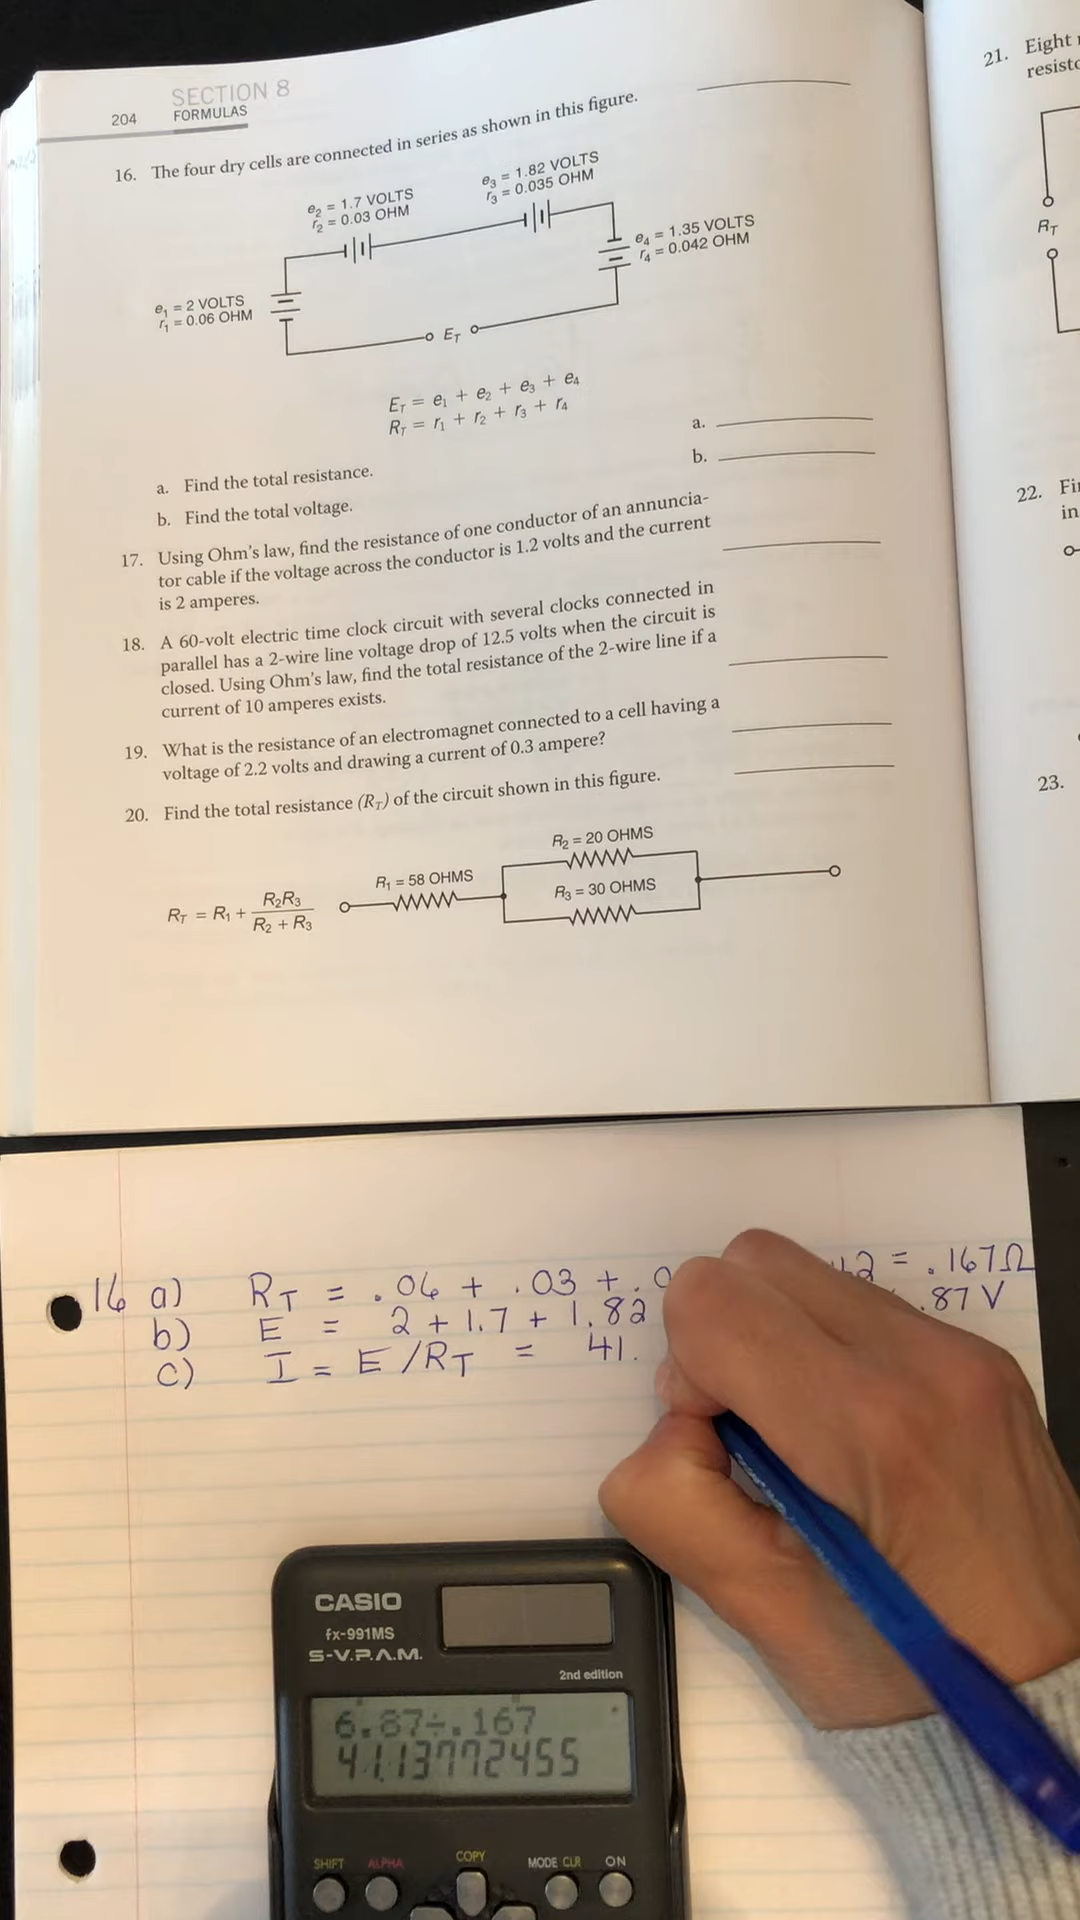 SECTION 8
204 FORMULAS
16. The four dry cells are connected in series as shown in this figure.
e2 = 1.7 VOLTS
r2 = 0.03 OHM
e3 = 1.82 VOLTS
r3 = 0.035 OHM
e4 = 1.35 VOLTS
r4 = 0.042 OHM
e1 = 2 VOLTS
r1 = 0.06 OHM
ET
ET = e1 + e2 + e3 + e4
RT = r1 + r2 + r3 + r4
a. Find the total resistance.
a.
b. Find the total voltage.
b.
17. Using Ohm's law, find the resistance of one conductor of an annuncia-
tor cable if the voltage across the conductor is 1.2 volts and the current
is 2 amperes.
18. A 60-volt electric time clock circuit with several clocks connected in
parallel has a 2-wire line voltage drop of 12.5 volts when the circuit is
closed. Using Ohm's law, find the total resistance of the 2-wire line if a
current of 10 amperes exists.
19. What is the resistance of an electromagnet connected to a cell having a
voltage of 2.2 volts and drawing a current of 0.3 ampere?
20. Find the total resistance (RT) of the circuit shown in this figure.
RT = R1 + R2R3
R2 + R3
R1 = 58 OHMS
R2 = 20 OHMS
R3 = 30 OHMS
21. Eight
RT
22.
in
23.
16 a) RT = .06 + .03 + . = .167Ω
b) E = 2 + 1.7 + 1.82 .87 V
c) I = E/RT = 41.
CASIO
fx-991MS
S-V.P.A.M.
2nd edition
6.87÷.167
41.13772455
SHIFT ALPHA COPY MODE CLR ON